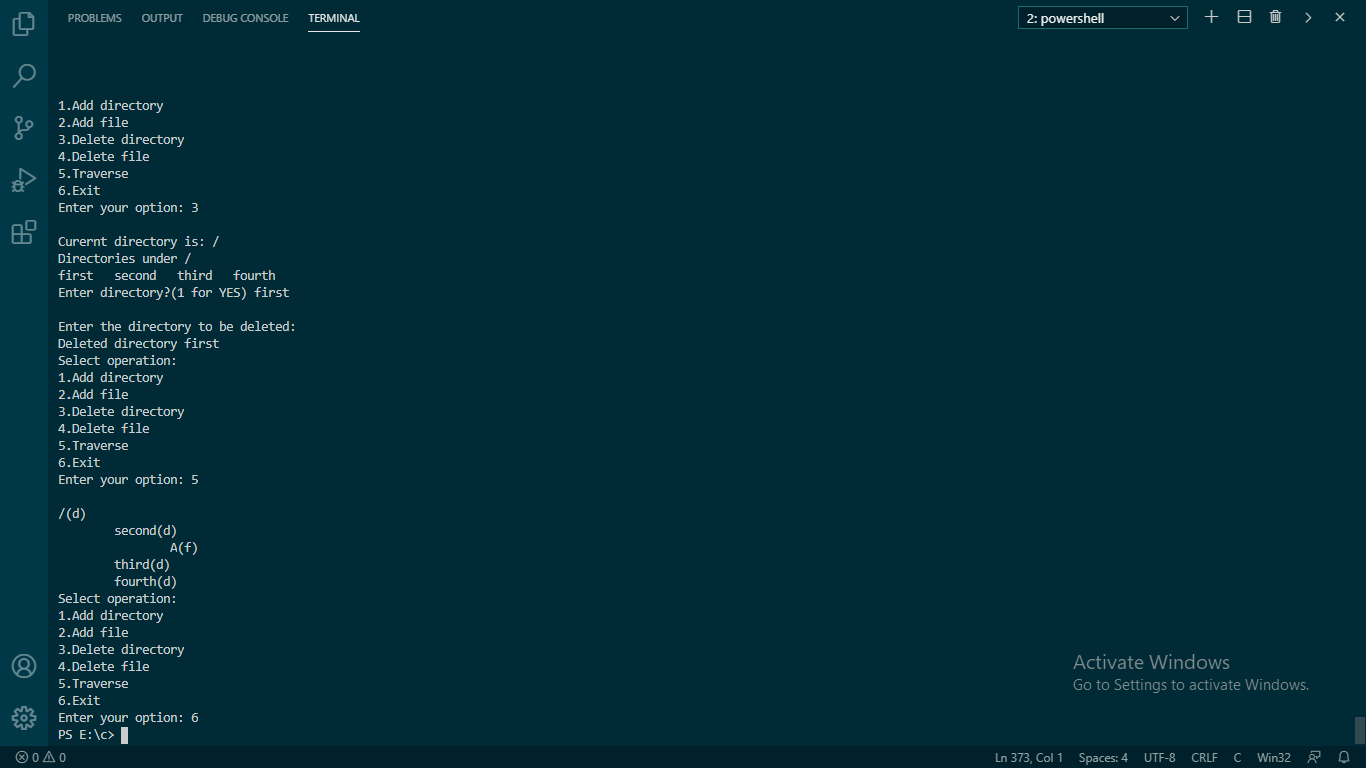 PROBLEMS OUTPUT DEBUG CONSOLE TERMINAL 2: powershell
1.Add directory
2.Add file
3.Delete directory
4.Delete file
5.Traverse
6.Exit
Enter your option: 3
Curernt directory is: /
Directories under /
first second third fourth
Enter directory?(1 for YES) first
Enter the directory to be deleted:
Deleted directory first
Select operation:
1.Add directory
2.Add file
3.Delete directory
4.Delete file
5.Traverse
6.Exit
Enter your option: 5
/(d)
second(d)
A(f)
third(d)
fourth(d)
Select operation:
1.Add directory
2.Add file
3.Delete directory
4.Delete file
5.Traverse
6.Exit
Enter your option: 6
PS E:\c>
Activate Windows
Go to Settings to activate Windows.
0 0 Ln 373, Col 1 Spaces: 4 UTF-8 CRLF C Win32